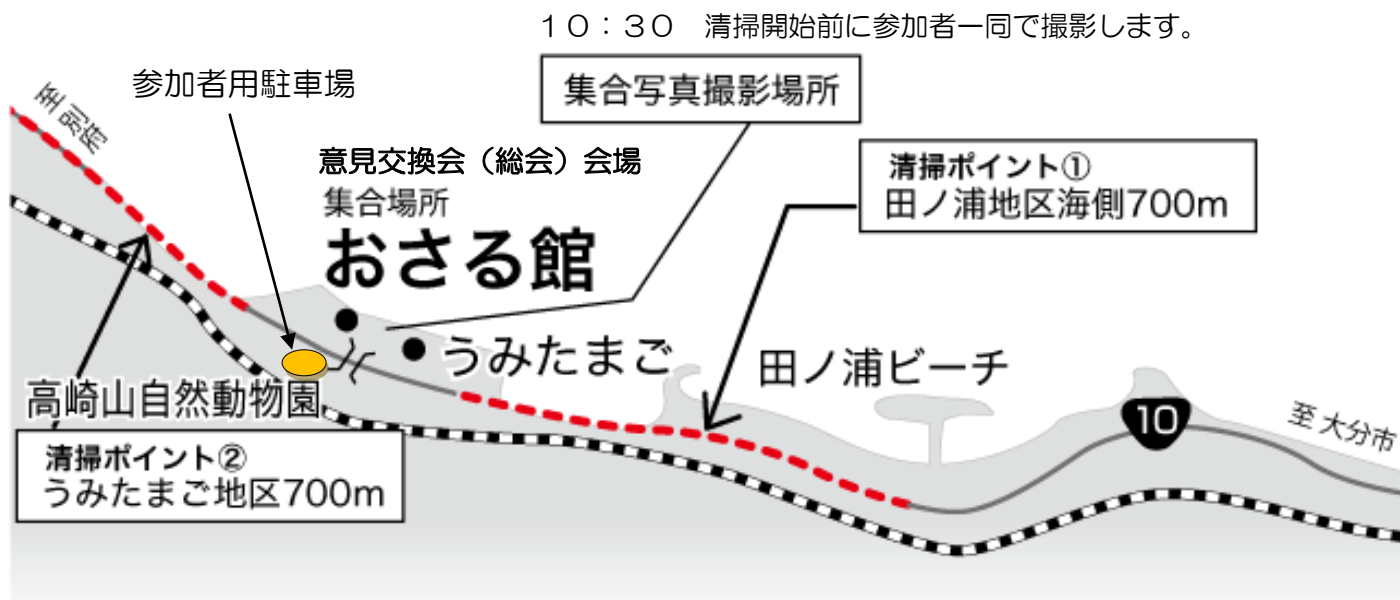 １０：３０　清掃開始前に参加者一同で撮影します。
集合写真撮影場所
参加者用駐車場
至 別府
意見交換会（総会）会場
集合場所
おさる館
清掃ポイント①
田ノ浦地区海側700m
うみたまご
田ノ浦ビーチ
高崎山自然動物園
清掃ポイント②
うみたまご地区700m
10
至 大分市